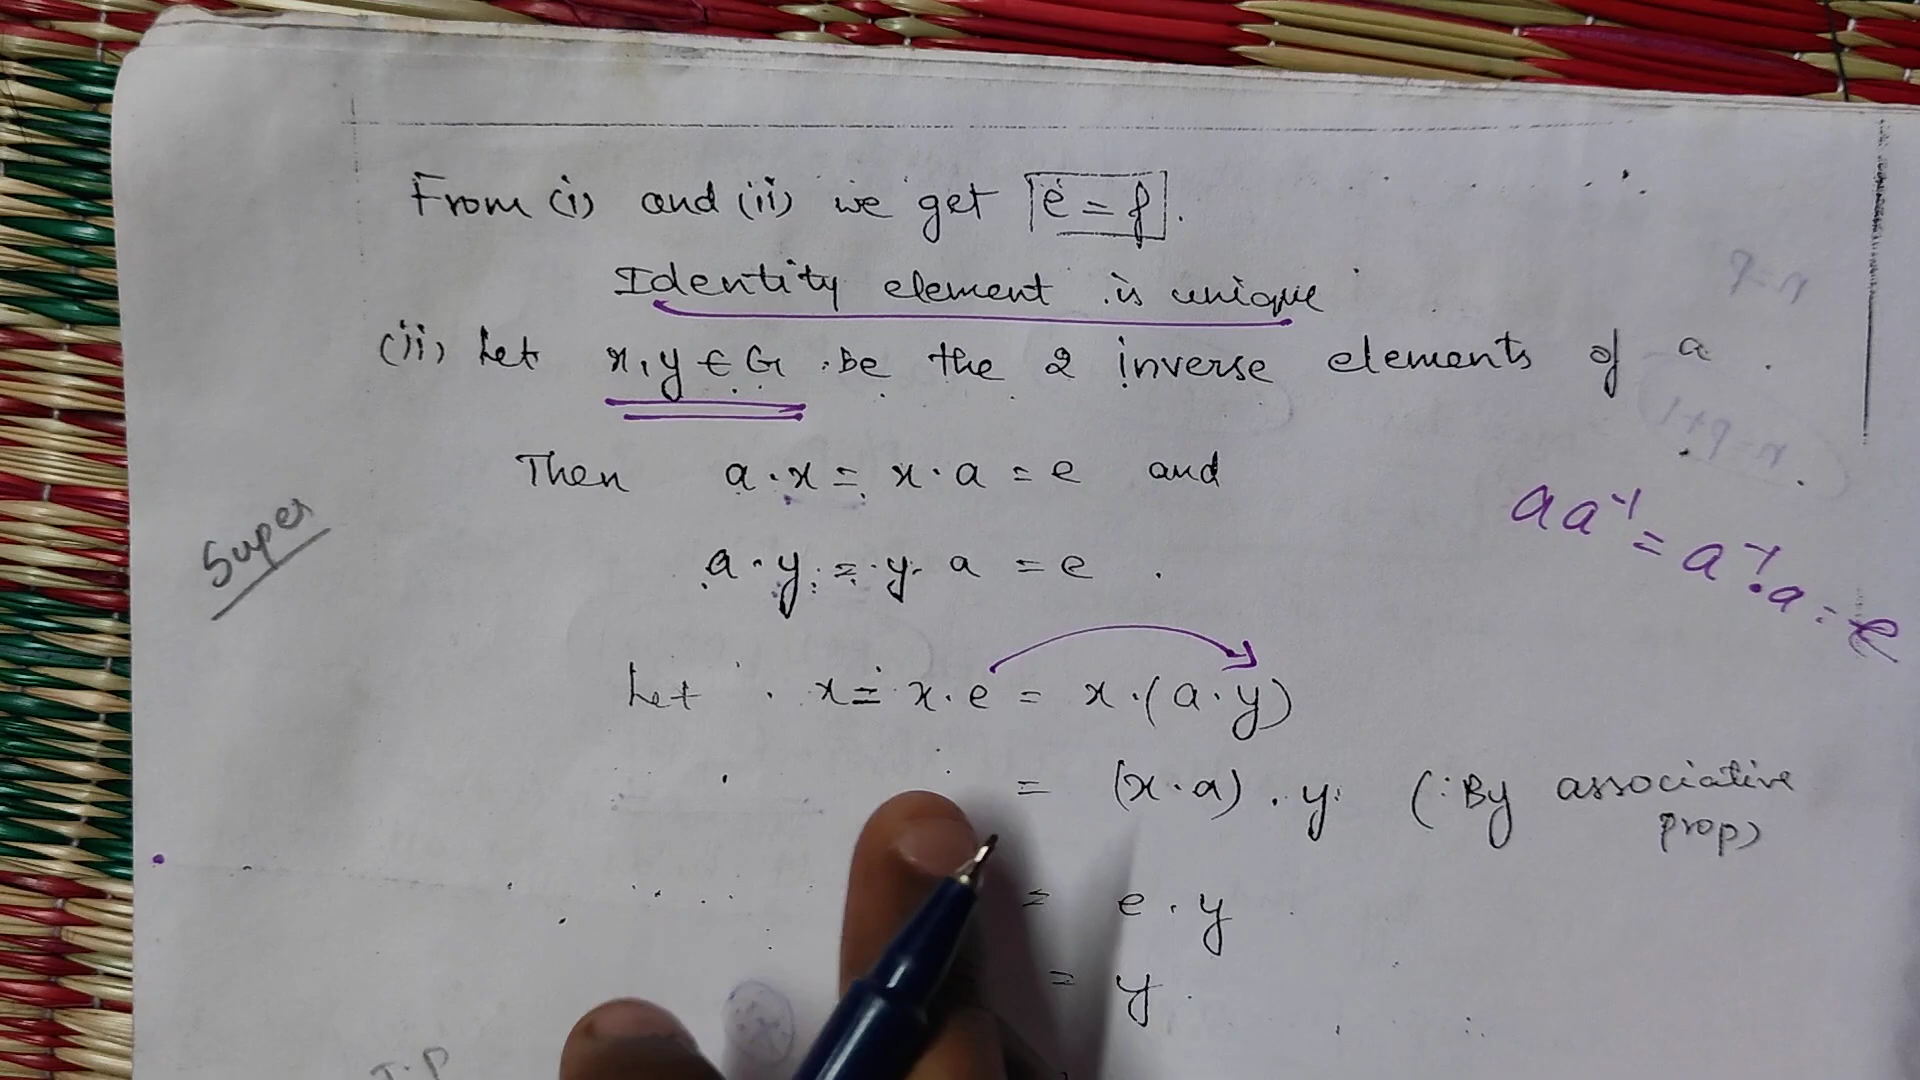 From (i) and (ii) we get e = f.
Identity element is unique
(ii) Let x, y ∈ G. Be the 2 inverse elements of a.
Then a·x = x·a = e and
a·y = y·a = e.
Super
aa⁻¹ = a⁻¹·a = e
Let x = x·e = x·(a·y)
= (x·a)·y (∵ By associative
prop)
= e·y
= y.
T.P